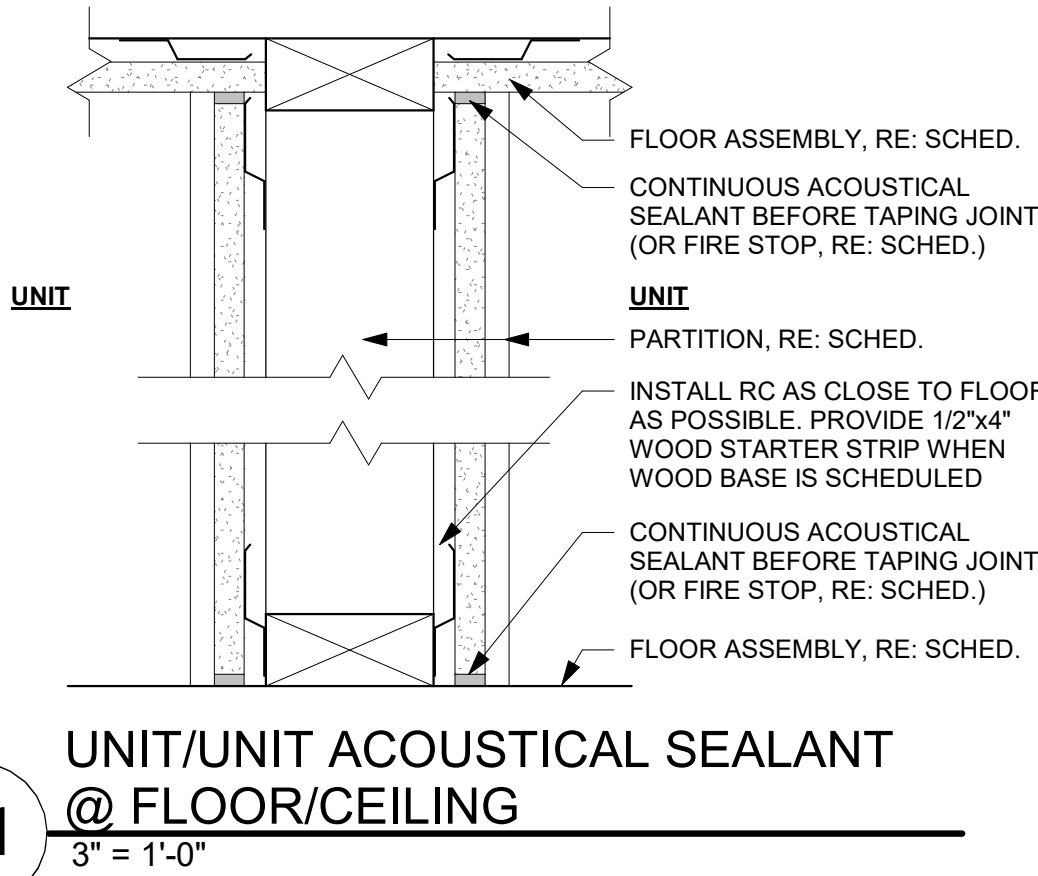 FLOOR ASSEMBLY, RE: SCHED.
CONTINUOUS ACOUSTICAL
SEALANT BEFORE TAPING JOINT
(OR FIRE STOP, RE: SCHED.)
UNIT
UNIT
PARTITION, RE: SCHED.
INSTALL RC AS CLOSE TO FLOOR
AS POSSIBLE. PROVIDE 1/2"x4"
WOOD STARTER STRIP WHEN
WOOD BASE IS SCHEDULED
CONTINUOUS ACOUSTICAL
SEALANT BEFORE TAPING JOINT
(OR FIRE STOP, RE: SCHED.)
FLOOR ASSEMBLY, RE: SCHED.
UNIT/UNIT ACOUSTICAL SEALANT
@ FLOOR/CEILING
3" = 1'-0"